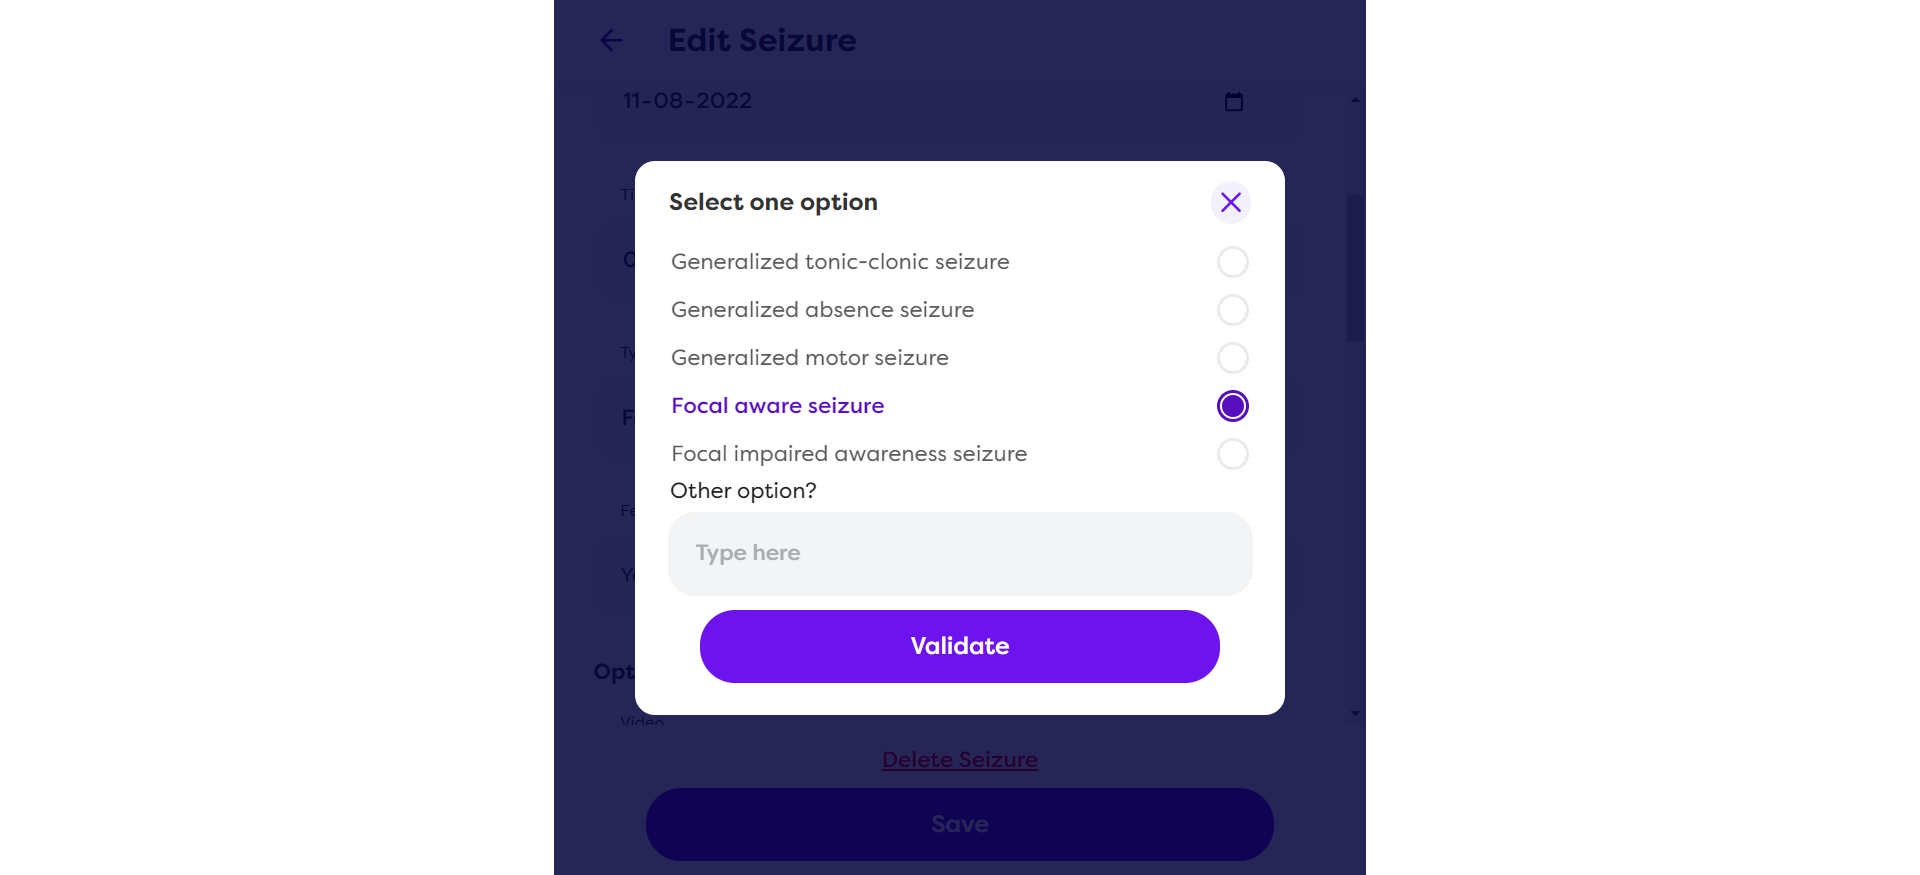 Edit Seizure
11-08-2022
Select one option
Generalized tonic-clonic seizure
Generalized absence seizure
Generalized motor seizure
Focal aware seizure
Focal impaired awareness seizure
Other option?
Type here
Validate
Video
Delete Seizure
Save